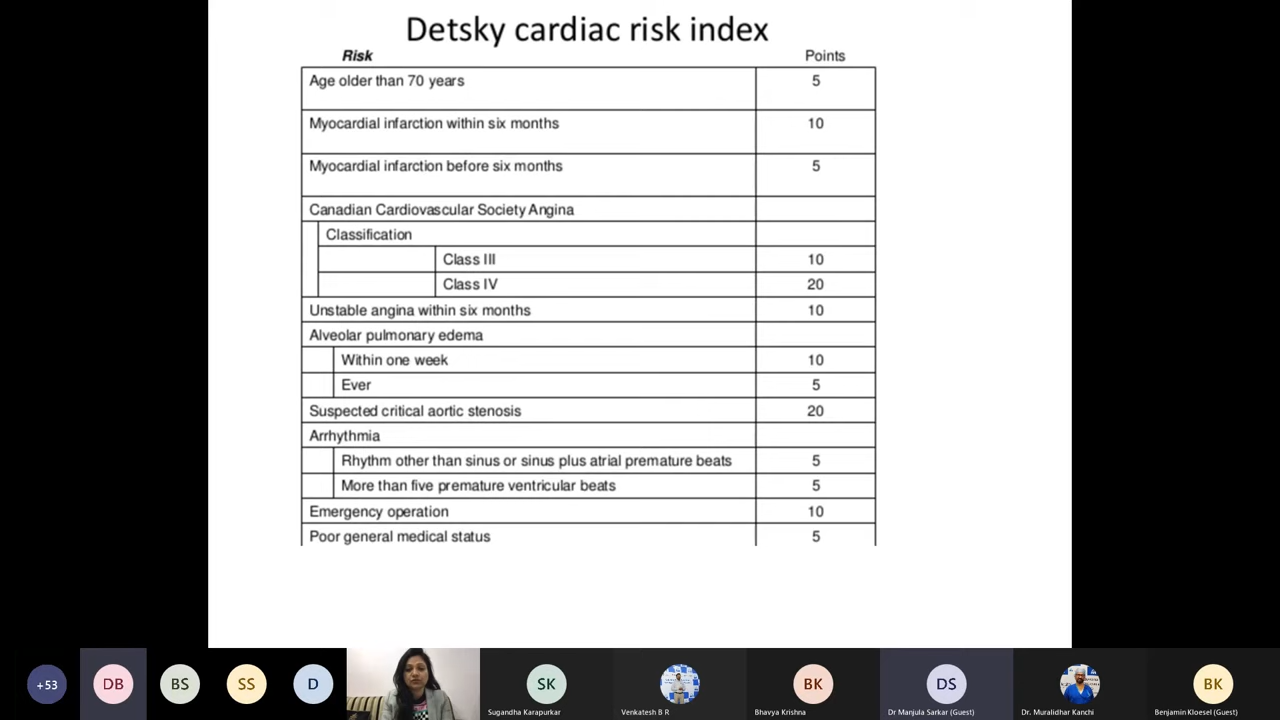 Detsky cardiac risk index
Risk Points
Age older than 70 years 5
Myocardial infarction within six months 10
Myocardial infarction before six months 5
Canadian Cardiovascular Society Angina
Classification
Class III 10
Class IV 20
Unstable angina within six months 10
Alveolar pulmonary edema
Within one week 10
Ever 5
Suspected critical aortic stenosis 20
Arrhythmia
Rhythm other than sinus or sinus plus atrial premature beats 5
More than five premature ventricular beats 5
Emergency operation 10
Poor general medical status 5
+53 DB BS SS D SK BK DS BK
Sugandha Karapurkar Venkatesh B R Bhavya Krishna Dr Manjula Sarkar (Guest) Dr. Muralidhar Kanchi Benjamin Kloesel (Guest)